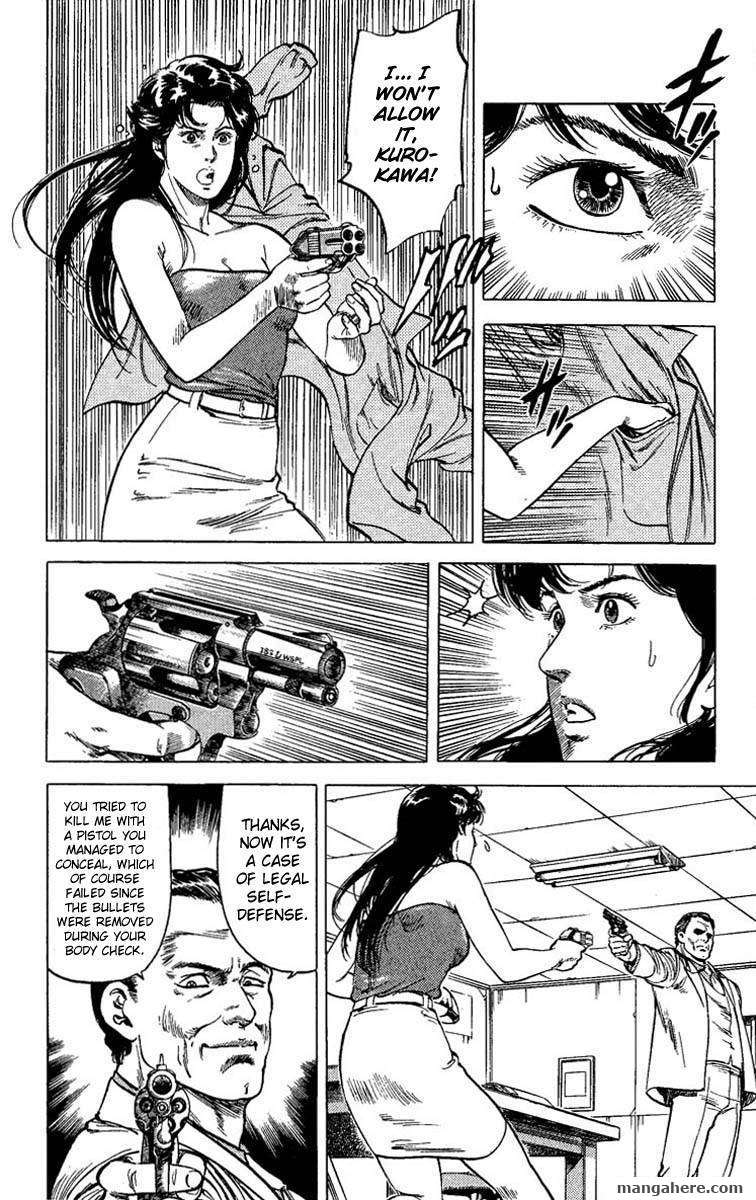 I... I
WON'T
ALLOW
IT,
KURO-
KAWA!
THANKS,
NOW IT'S
A CASE
OF LEGAL
SELF-
DEFENSE.
YOU TRIED TO
KILL ME WITH
A PISTOL YOU
MANAGED TO
CONCEAL, WHICH
OF COURSE
FAILED SINCE
THE BULLETS
WERE REMOVED
DURING YOUR
BODY CHECK.
mangahere.com